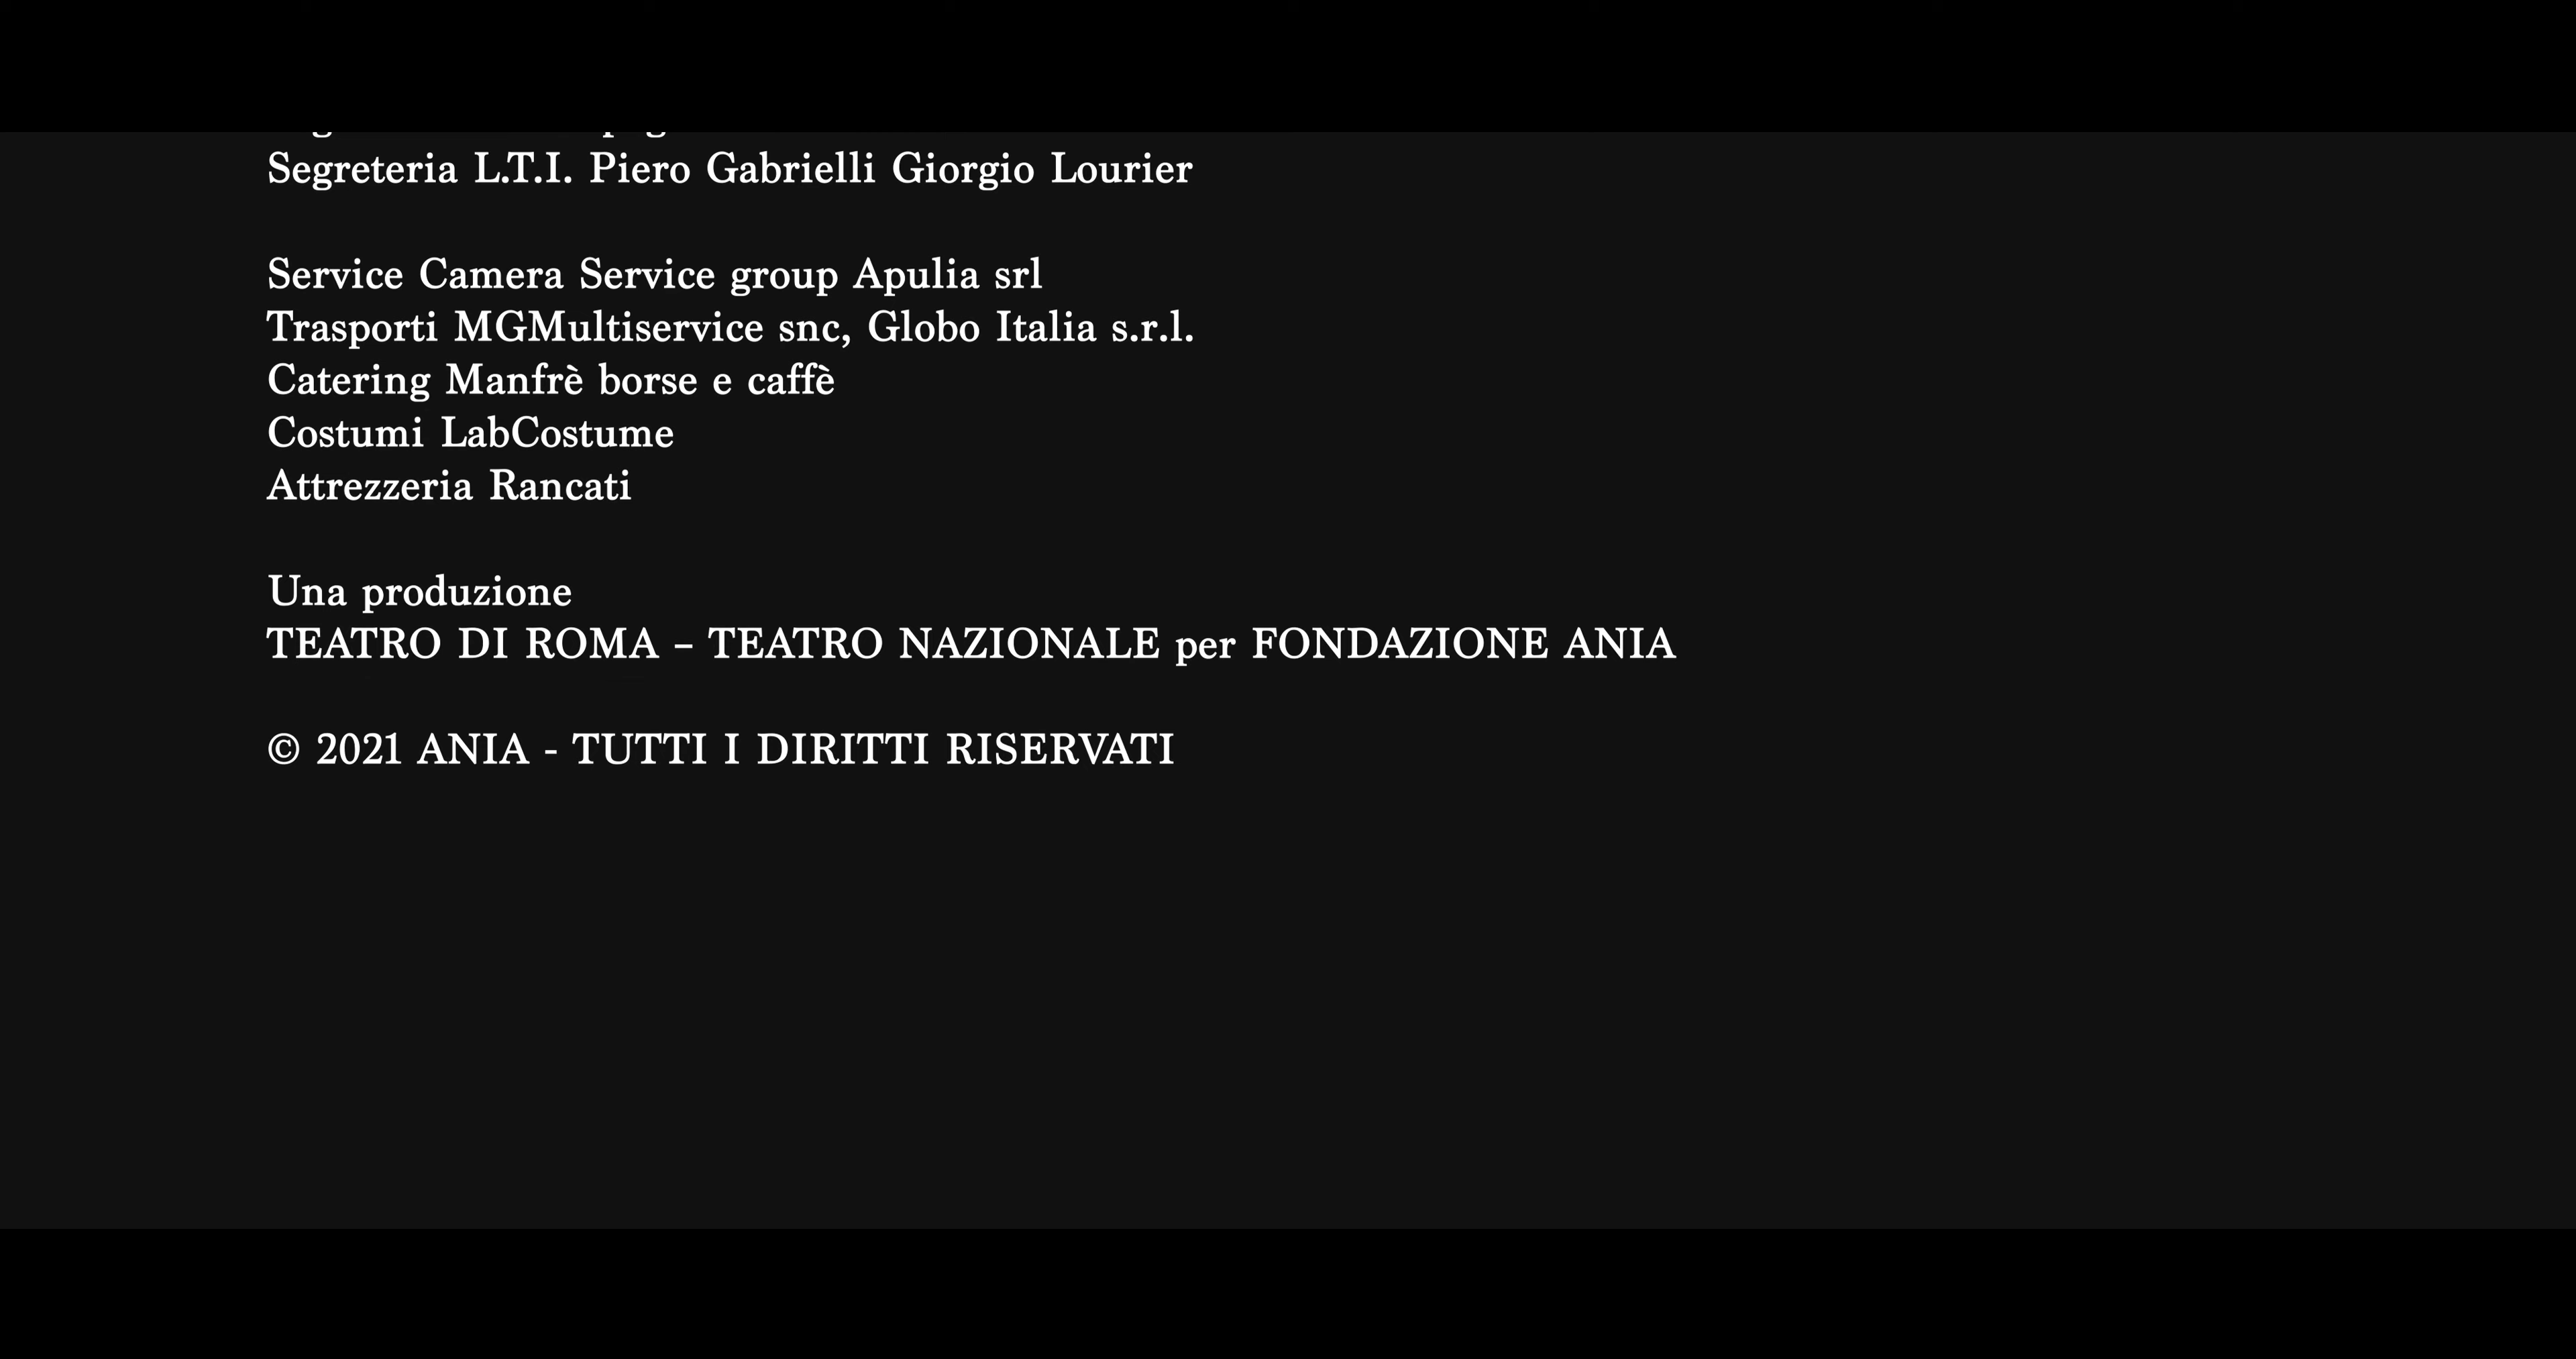 Segreteria L.T.I. Piero Gabrielli Giorgio Lourier
Service Camera Service group Apulia srl
Trasporti MGMultiservice snc, Globo Italia s.r.l.
Catering Manfrè borse e caffè
Costumi LabCostume
Attrezzeria Rancati
Una produzione
TEATRO DI ROMA – TEATRO NAZIONALE per FONDAZIONE ANIA
© 2021 ANIA - TUTTI I DIRITTI RISERVATI